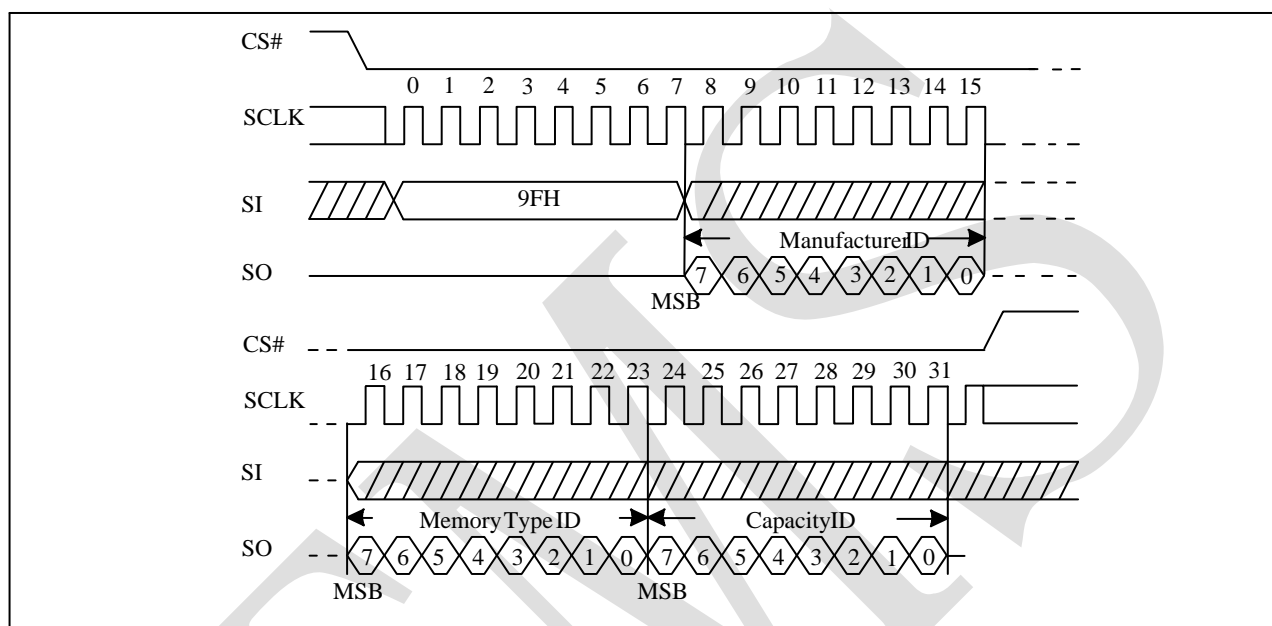 CS#
0 1 2 3 4 5 6 7 8 9 10 11 12 13 14 15
SCLK
SI 9FH
ManufacturerID
SO 7 6 5 4 3 2 1 0
MSB
CS#
16 17 18 19 20 21 22 23 24 25 26 27 28 29 30 31
SCLK
SI
Memory Type ID CapacityID
SO 7 6 5 4 3 2 1 0 7 6 5 4 3 2 1 0
MSB MSB